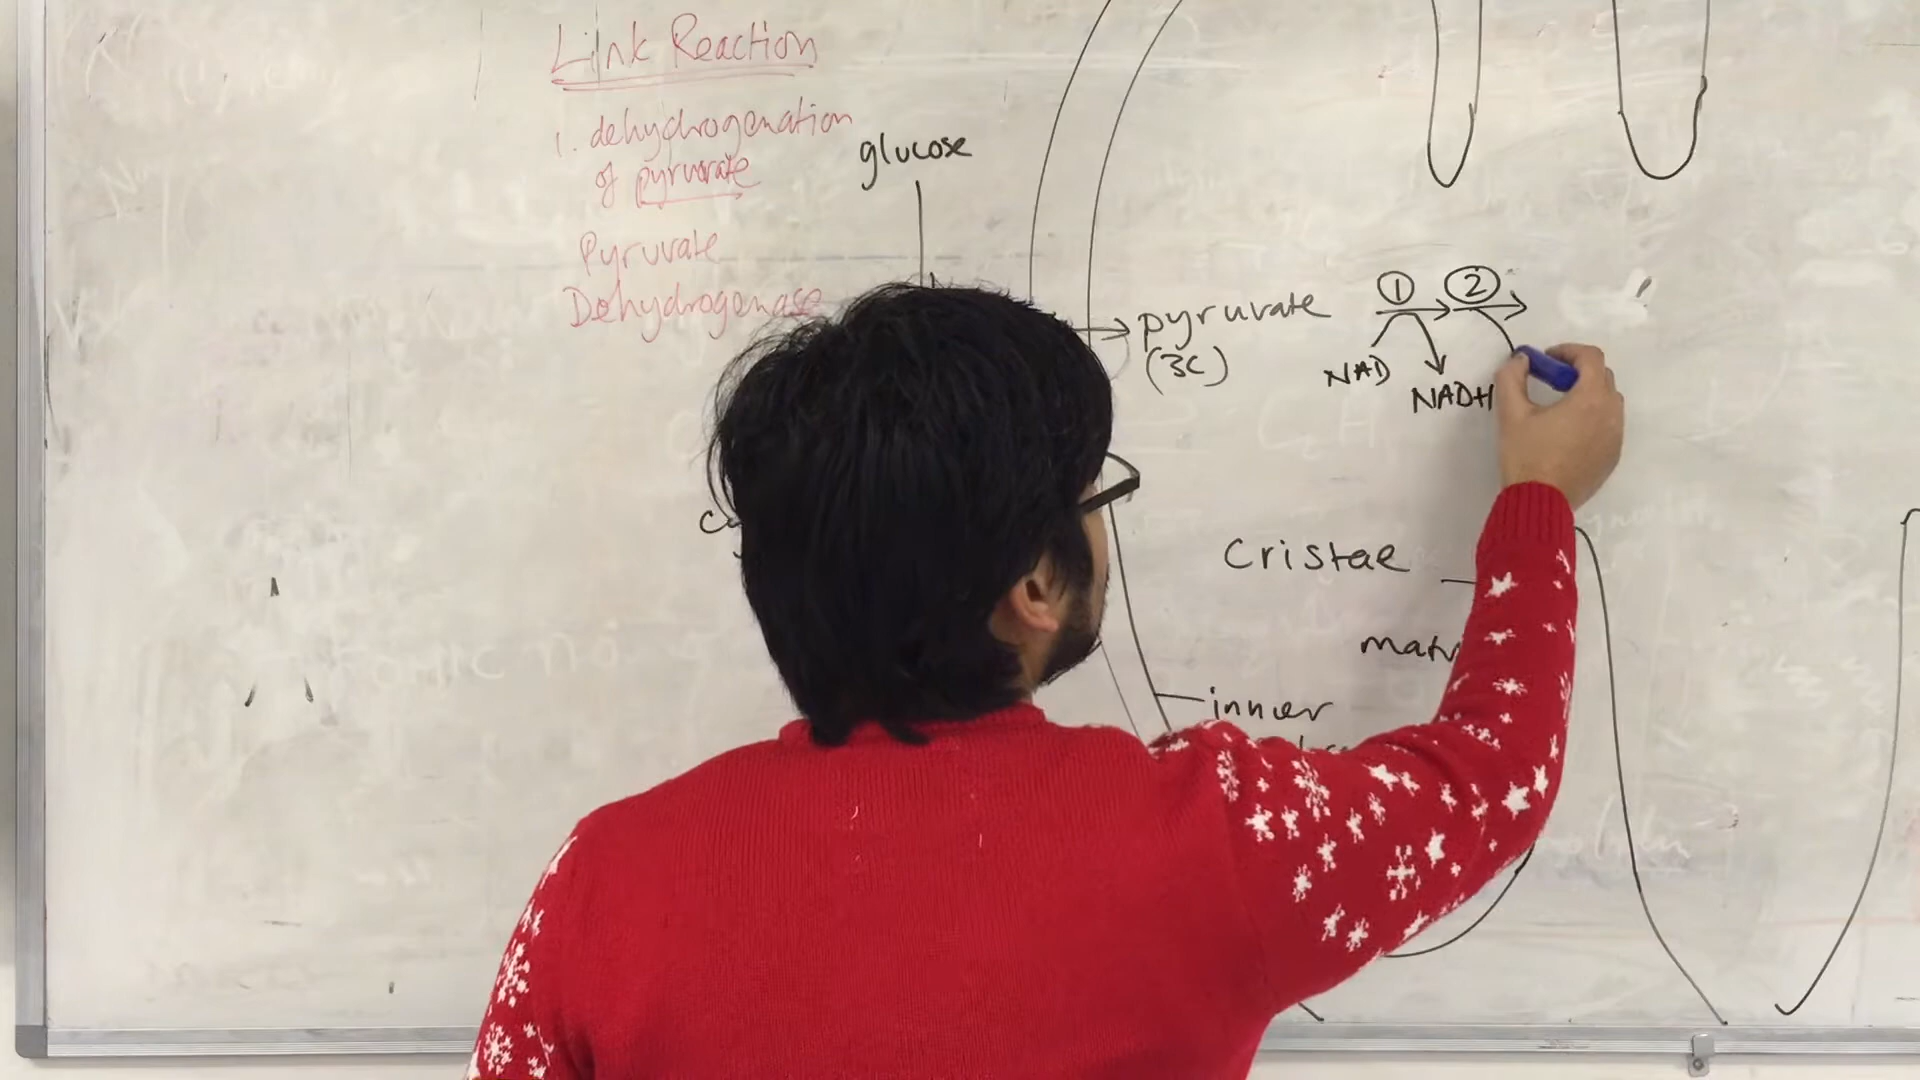 Link Reaction
1. dehydrogenation
of pyruvate
Pyruvate
Dehydrogenase
glucose
pyruvate
(3C)
1 2
NAD
NADH
Cristae
inner